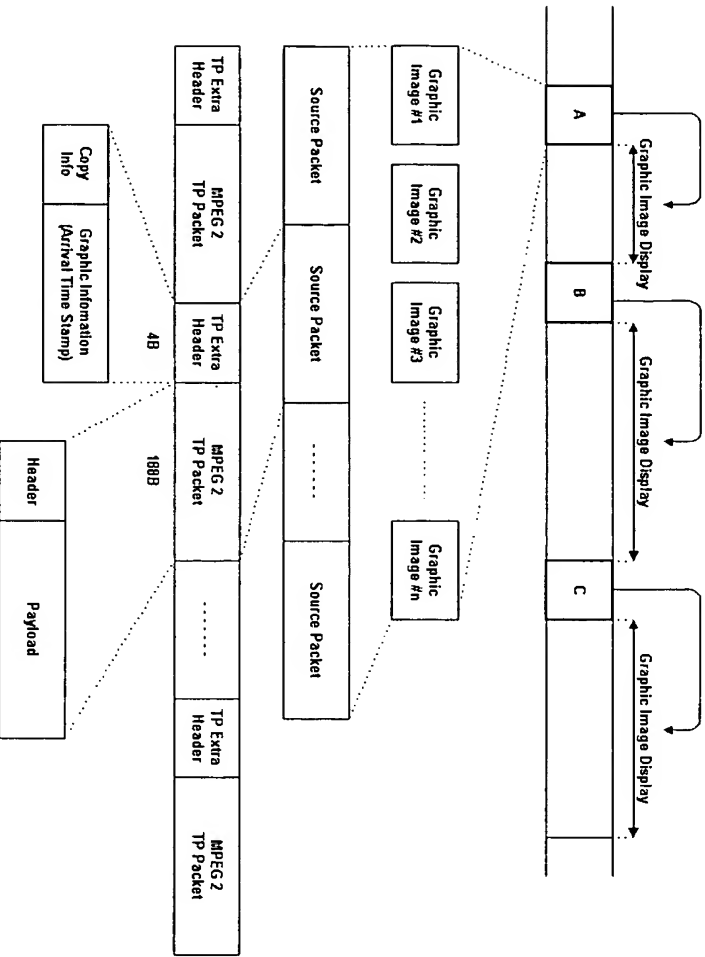 Graphic Image Display
Graphic Image Display
Graphic Image Display
A
B
C
Graphic
Image #1
Graphic
Image #2
Graphic
Image #3
.......
Graphic
Image #n
Source Packet
Source Packet
.......
Source Packet
TP Extra
Header
MPEG 2
TP Packet
TP Extra
Header
MPEG 2
TP Packet
.......
TP Extra
Header
MPEG 2
TP Packet
4B
188B
Copy
Info
Graphic Infomation
(Arrival Time Stamp)
Header
Payload